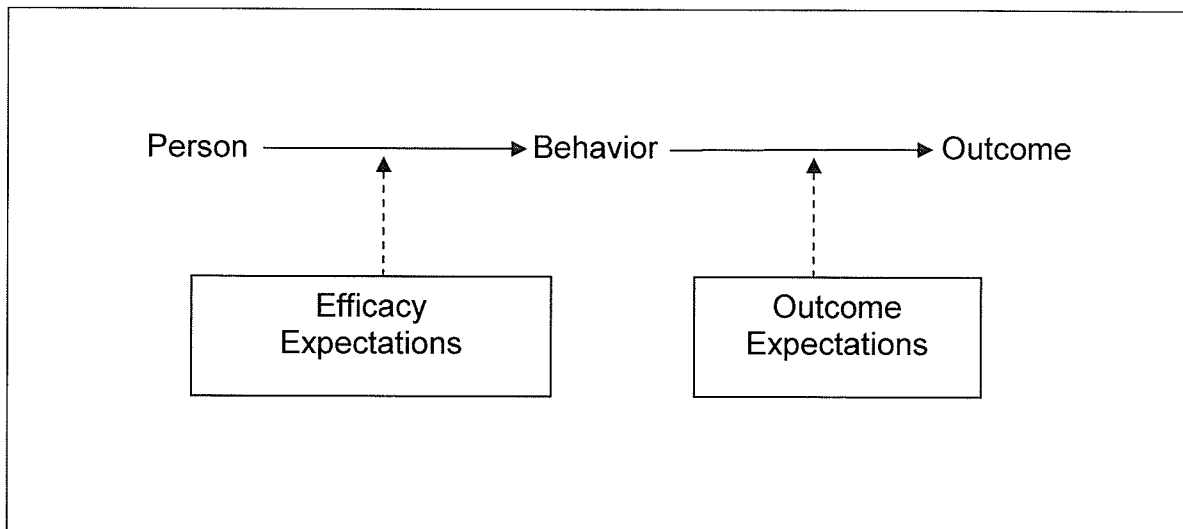 Person Behavior Outcome
Efficacy
Expectations
Outcome
Expectations